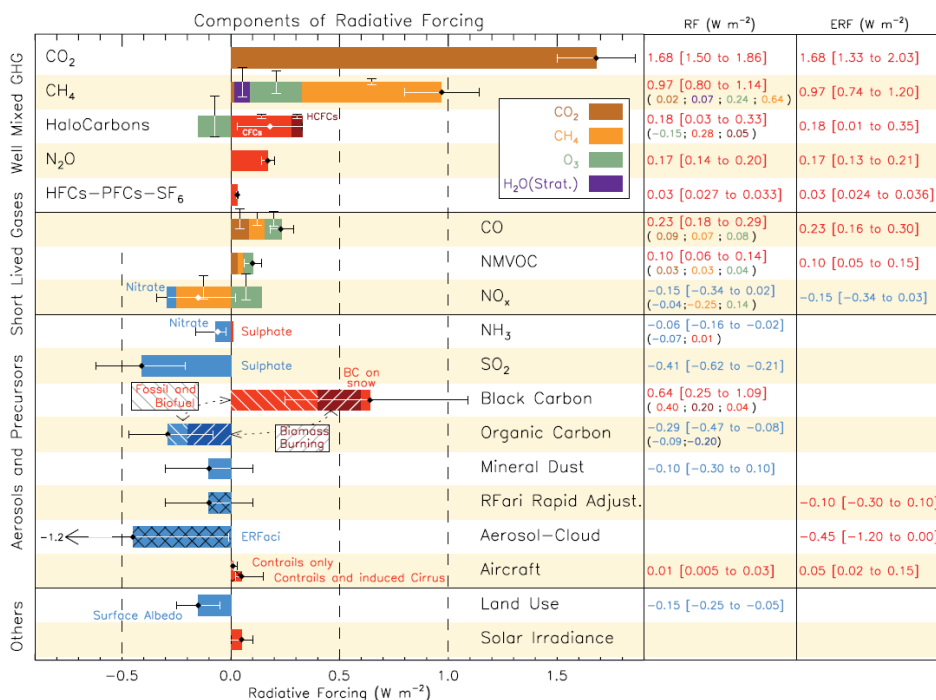 Components of Radiative Forcing
RF (W m−2)
ERF (W m−2)
Well Mixed GHG
CO2
1.68 [1.50 to 1.86]
1.68 [1.33 to 2.03]
CH4
0.97 [0.80 to 1.14]
( 0.02 ; 0.07 ; 0.24 ; 0.64)
0.97 [0.74 to 1.20]
HaloCarbons
CFCs
HCFCs
0.18 [0.03 to 0.33]
(−0.15; 0.28 ; 0.05)
0.18 [0.01 to 0.35]
N2O
0.17 [0.14 to 0.20]
0.17 [0.13 to 0.21]
HFCs−PFCs−SF6
0.03 [0.027 to 0.033]
0.03 [0.024 to 0.036]
CO2
CH4
O3
H2O(Strat.)
Short Lived Gases
CO
0.23 [0.18 to 0.29]
( 0.09 ; 0.07 ; 0.08)
0.23 [0.16 to 0.30]
NMVOC
0.10 [0.06 to 0.14]
( 0.03 ; 0.03 ; 0.04)
0.10 [0.05 to 0.15]
Nitrate
NOx
−0.15 [−0.34 to 0.02]
(−0.04;−0.25; 0.14)
−0.15 [−0.34 to 0.03]
Aerosols and Precursors
Nitrate
Sulphate
NH3
−0.06 [−0.16 to −0.02]
(−0.07; 0.01)
Sulphate
SO2
−0.41 [−0.62 to −0.21]
Fossil and
Biofuel
BC on
snow
Black Carbon
0.64 [0.25 to 1.09]
( 0.40 ; 0.20 ; 0.04)
Biomass
Burning
Organic Carbon
−0.29 [−0.47 to −0.08]
(−0.09;−0.20)
Mineral Dust
−0.10 [−0.30 to 0.10]
RFari Rapid Adjust.
−0.10 [−0.30 to 0.10]
−1.2
ERFaci
Aerosol−Cloud
−0.45 [−1.20 to 0.00]
Contrails only
Contrails and induced Cirrus
Aircraft
0.01 [0.005 to 0.03]
0.05 [0.02 to 0.15]
Others
Surface Albedo
Land Use
−0.15 [−0.25 to −0.05]
Solar Irradiance
−0.5
0.0
0.5
1.0
1.5
Radiative Forcing (W m−2)